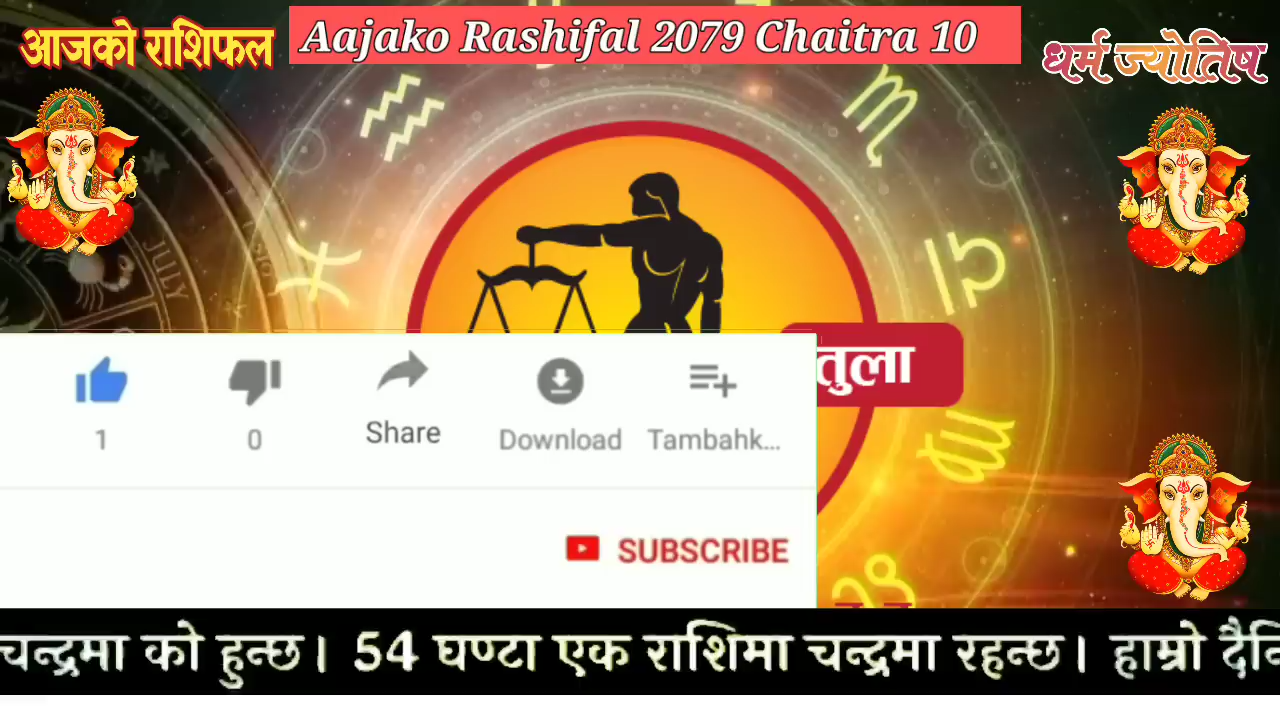 आजको राशिफल
Aajako Rashifal 2079 Chaitra 10
धर्म ज्योतिष
JULY
तुला
1
0
Share
Download
Tambahk...
SUBSCRIBE
चन्द्रमा को हुन्छ। 54 घण्टा एक राशिमा चन्द्रमा रहन्छ। हाम्रो